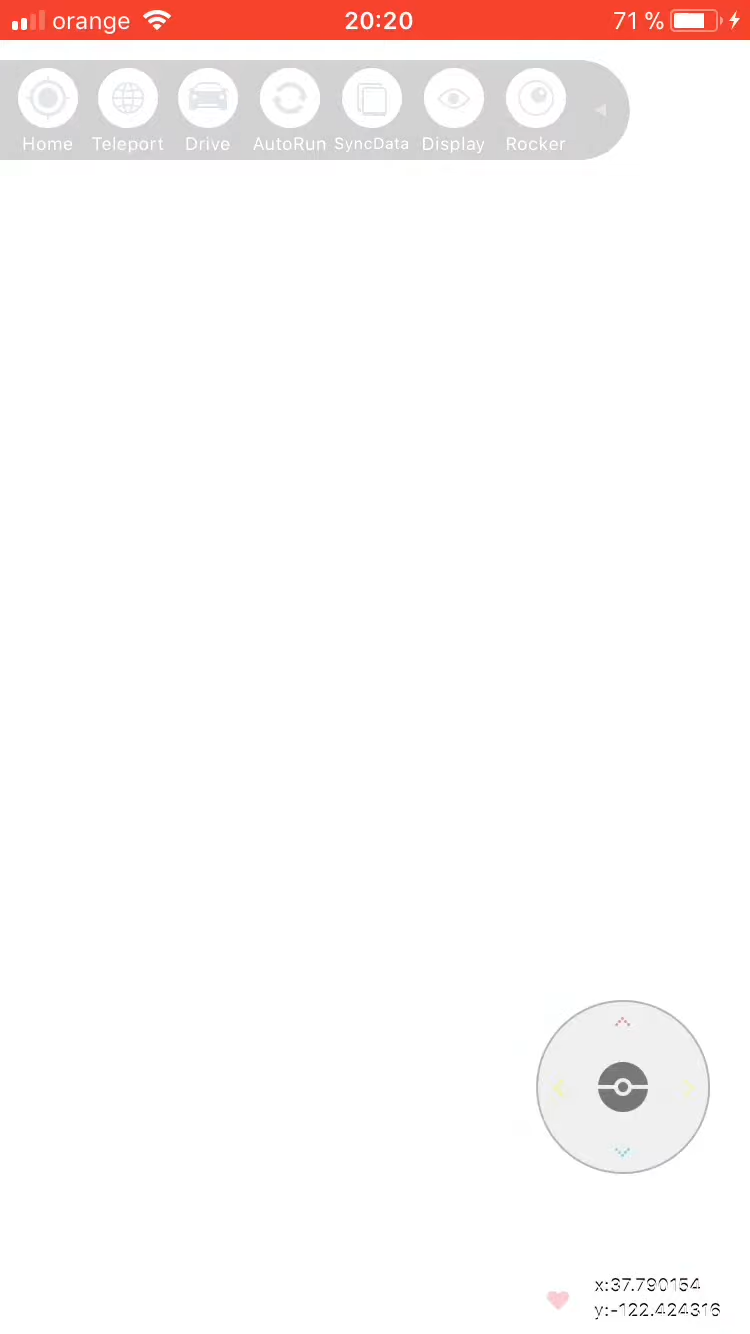 orange 20:20 71 %
Home Teleport Drive AutoRun SyncData Display Rocker
x:37.790154
y:-122.424316